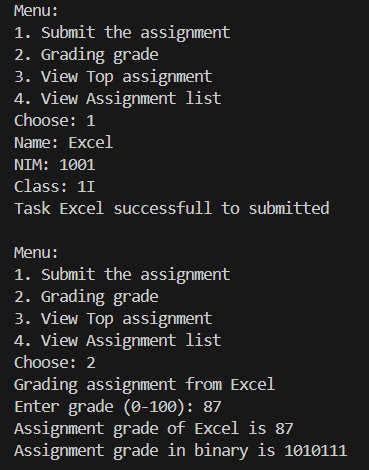 Menu:
1. Submit the assignment
2. Grading grade
3. View Top assignment
4. View Assignment list
Choose: 1
Name: Excel
NIM: 1001
Class: 1I
Task Excel successfull to submitted
Menu:
1. Submit the assignment
2. Grading grade
3. View Top assignment
4. View Assignment list
Choose: 2
Grading assignment from Excel
Enter grade (0-100): 87
Assignment grade of Excel is 87
Assignment grade in binary is 1010111